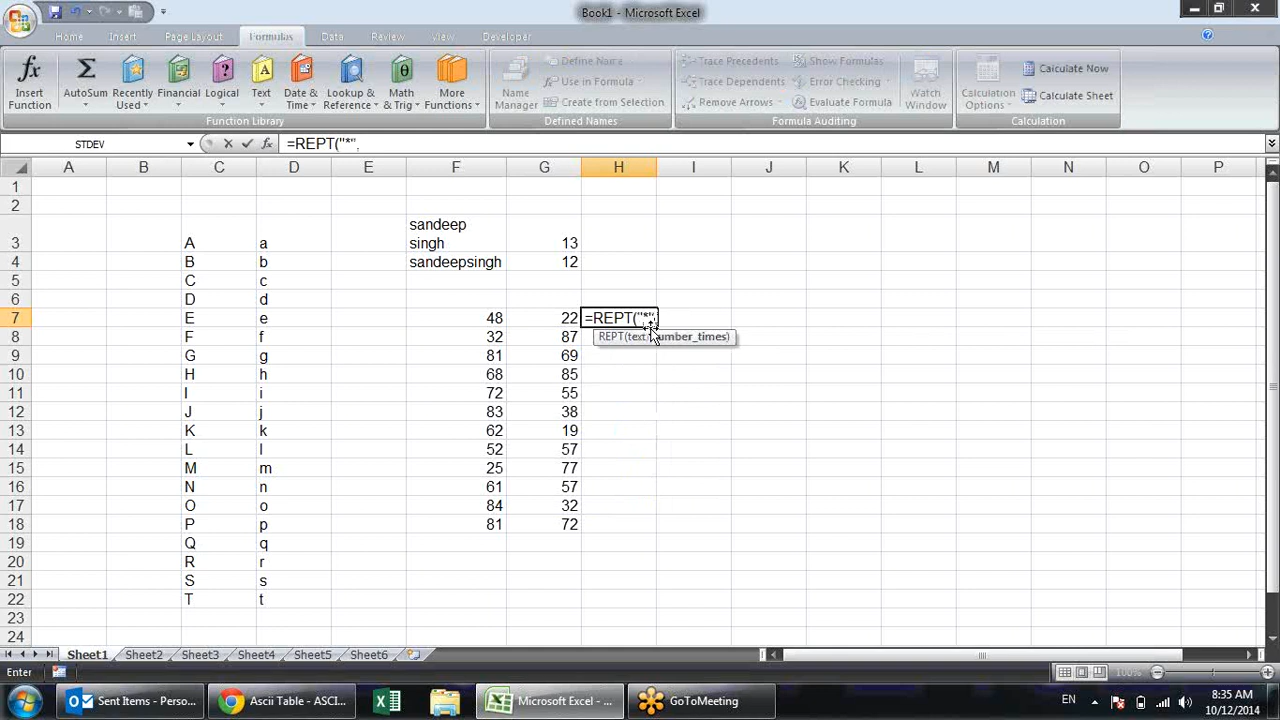 Book1 - Microsoft Excel
Home Insert Page Layout Formulas Data Review View Developer
Insert Function
AutoSum
Recently Used
Financial
Logical
Text
Date & Time
Lookup & Reference
Math & Trig
More Functions
Function Library
Name Manager
Define Name
Use in Formula
Create from Selection
Defined Names
Trace Precedents
Trace Dependents
Remove Arrows
Show Formulas
Error Checking
Evaluate Formula
Formula Auditing
Watch Window
Calculation Options
Calculate Now
Calculate Sheet
Calculation
STDEV =REPT("*",
A B C D E F G H I J K L M N O P
1
2
sandeep
3 A a singh 13
4 B b sandeepsingh 12
5 C c
6 D d
7 E e 48 22 =REPT("*",
8 F f 32 87
REPT(text number_times)
9 G g 81 69
10 H h 68 85
11 I i 72 55
12 J j 83 38
13 K k 62 19
14 L l 52 57
15 M m 25 77
16 N n 61 57
17 O o 84 32
18 P p 81 72
19 Q q
20 R r
21 S s
22 T t
23
24
Sheet1 Sheet2 Sheet3 Sheet4 Sheet5 Sheet6
Enter 100%
Sent Items - Perso...
Ascii Table - ASCI...
Microsoft Excel - ...
GoToMeeting
EN
8:35 AM
10/12/2014